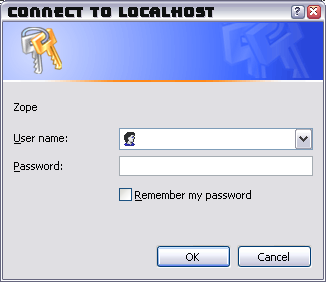 CONNECT TO LOCALHOST
Zope
User name:
Password:
Remember my password
OK Cancel